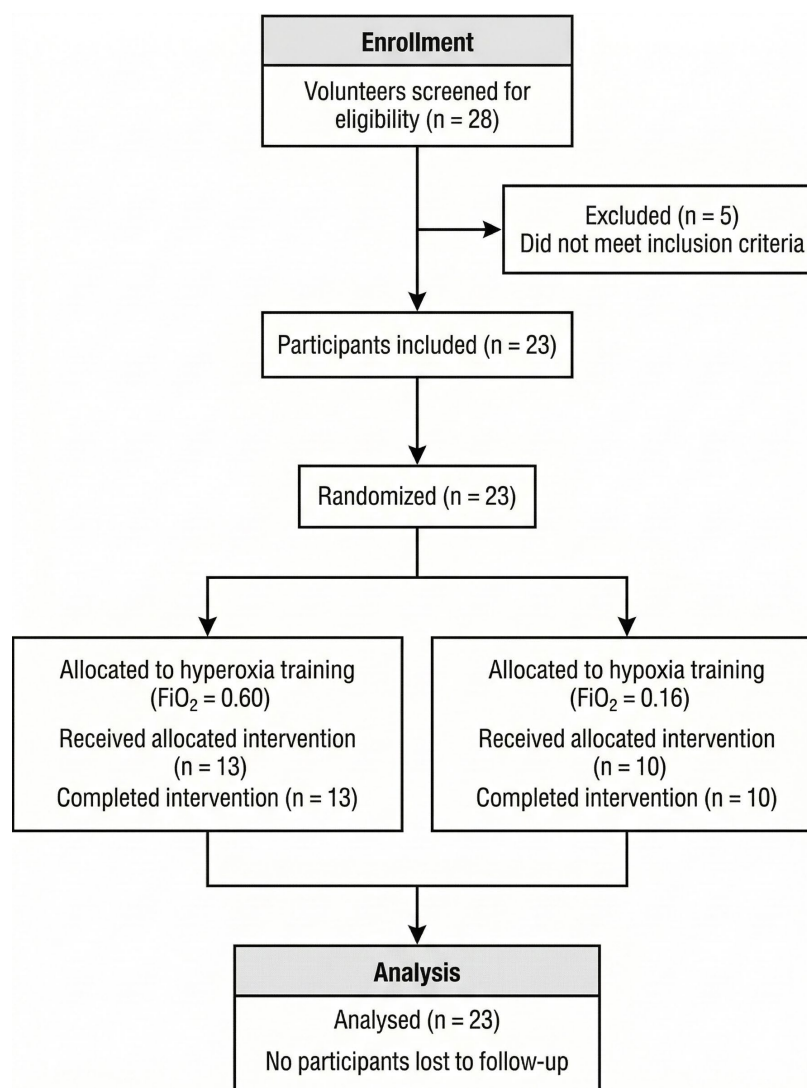 Enrollment
Volunteers screened for
eligibility (n = 28)
Excluded (n = 5)
Did not meet inclusion criteria
Participants included (n = 23)
Randomized (n = 23)
Allocated to hyperoxia training
(FiO₂ = 0.60)
Received allocated intervention
(n = 13)
Completed intervention (n = 13)
Allocated to hypoxia training
(FiO₂ = 0.16)
Received allocated intervention
(n = 10)
Completed intervention (n = 10)
Analysis
Analysed (n = 23)
No participants lost to follow-up